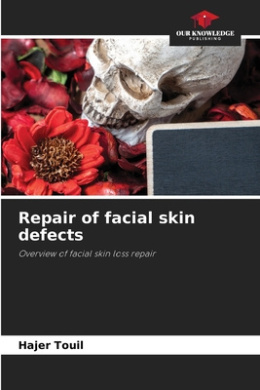 OUR KNOWLEDGE
PUBLISHING
Repair of facial skin
defects
Overview of facial skin loss repair
Hajer Touil